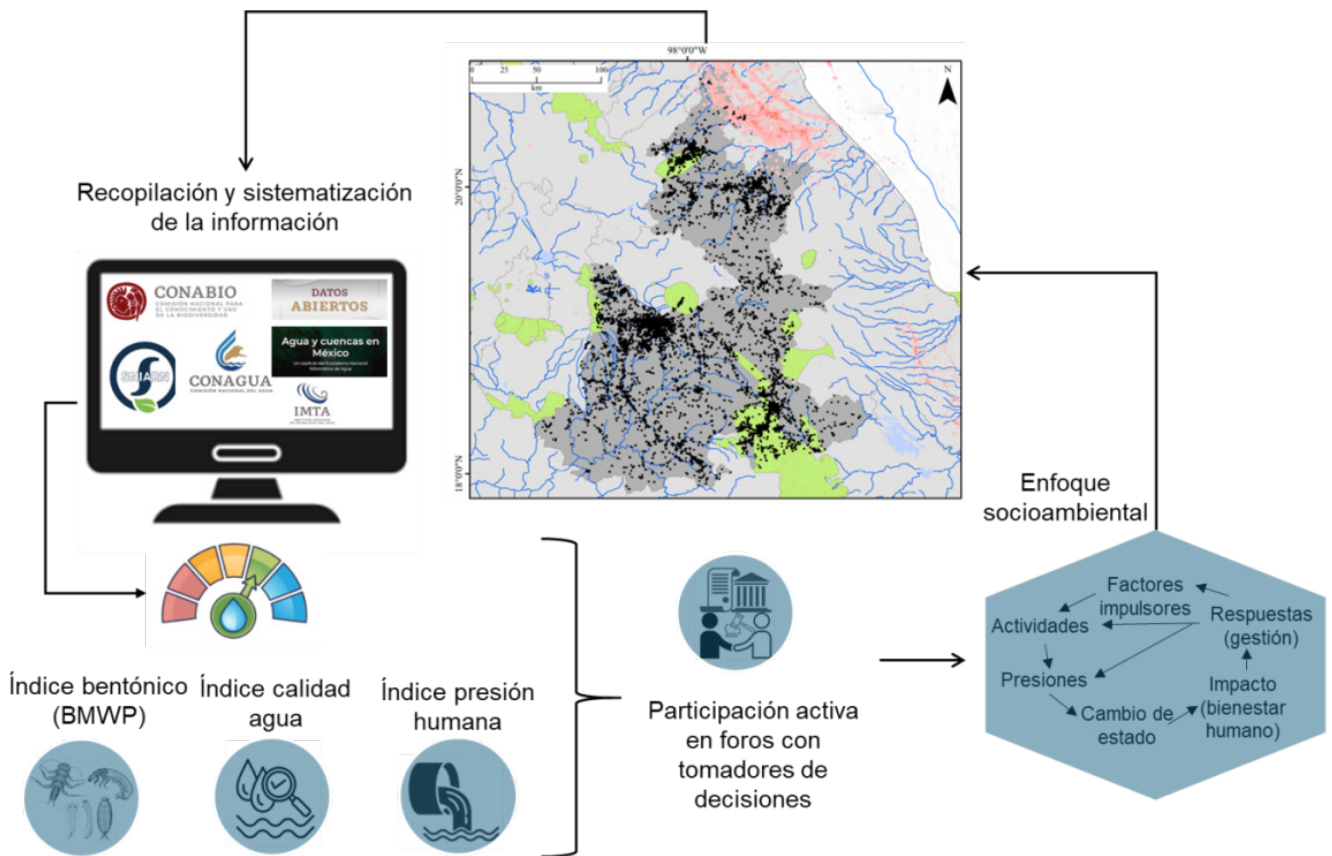 98°0'0"W
0 25 50 100
km
N
20°0'0"N
18°0'0"N
Recopilación y sistematización
de la información
CONABIO
COMISIÓN NACIONAL PARA
EL CONOCIMIENTO Y USO
DE LA BIODIVERSIDAD
DATOS
ABIERTOS
SNIARN
CONAGUA
COMISIÓN NACIONAL DEL AGUA
Agua y cuencas en
México
IMTA
Índice bentónico
(BMWP)
Índice calidad
agua
Índice presión
humana
Participación activa
en foros con
tomadores de
decisiones
Enfoque
socioambiental
Factores
impulsores
Actividades
Respuestas
(gestión)
Presiones
Impacto
(bienestar
humano)
Cambio de
estado